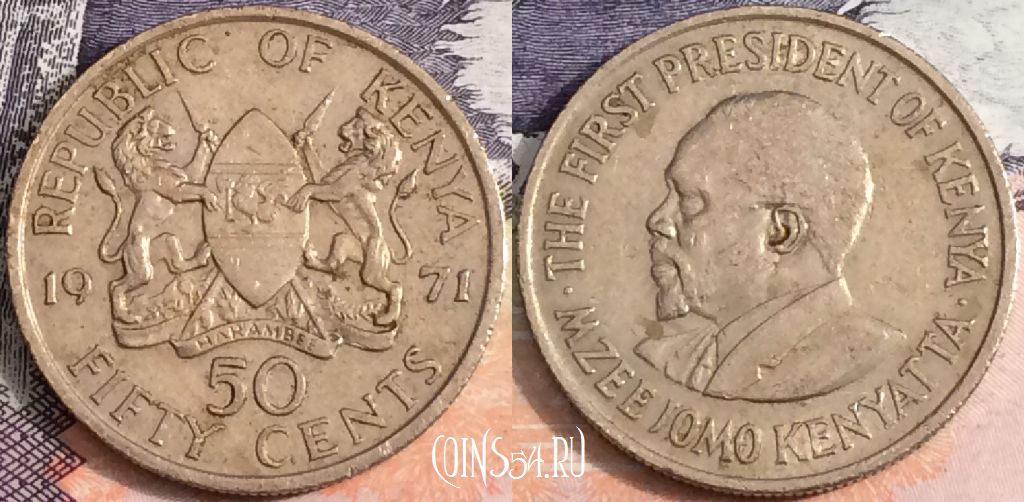 REPUBLIC OF KENYA
19 71
HARAMBEE
50
FIFTY CENTS
· THE FIRST PRESIDENT OF KENYA ·
MZEE JOMO KENYATTA
COINS54.RU